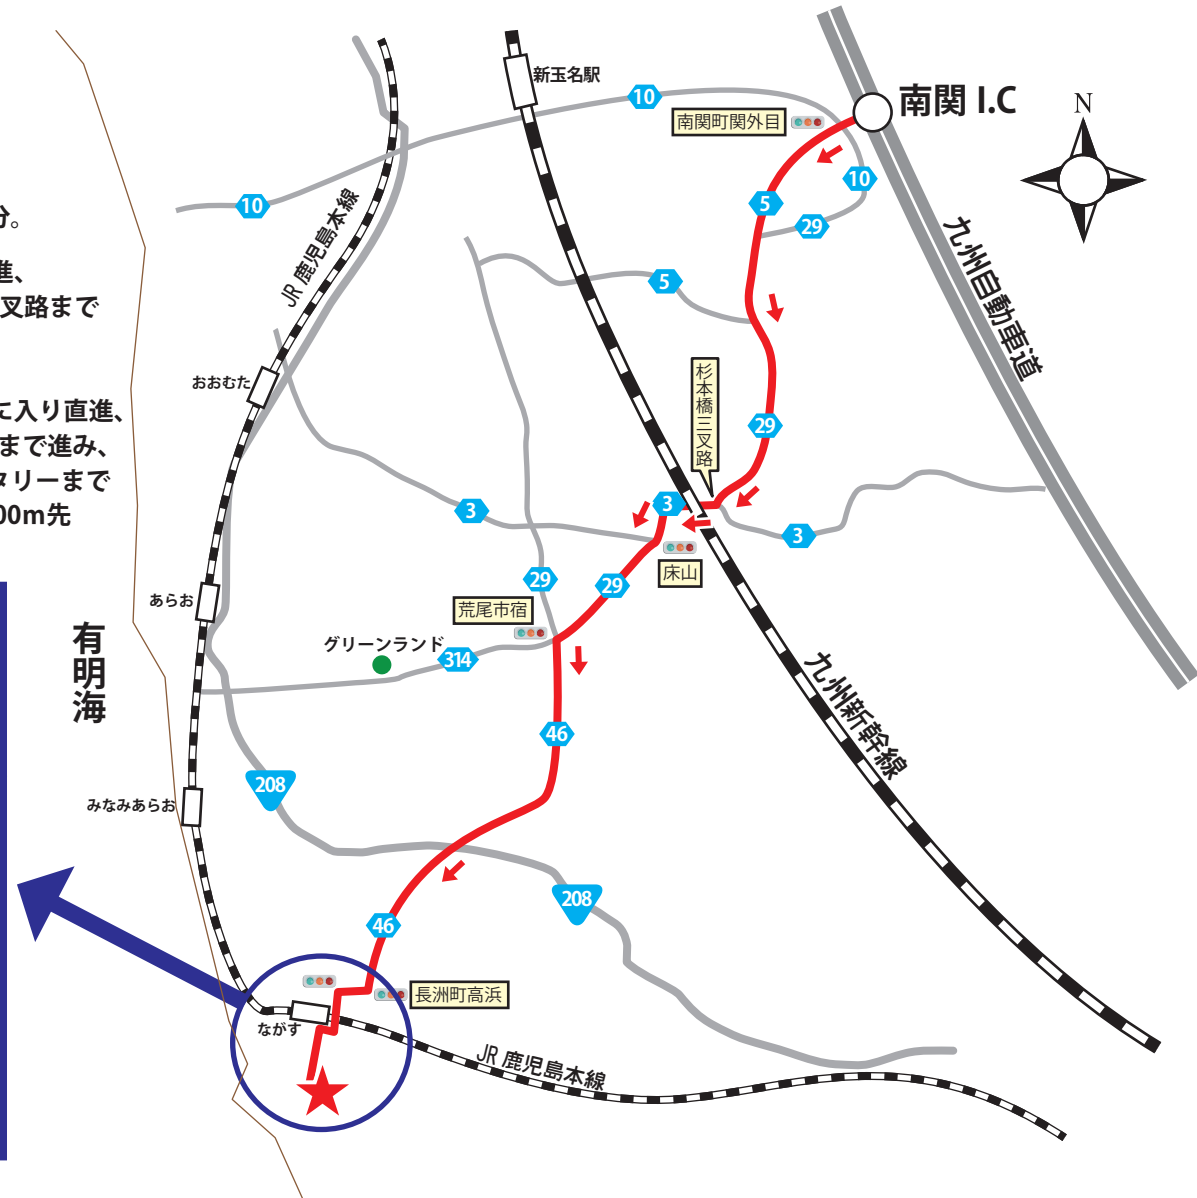 新玉名駅
10
南関 I.C
南関町関外目
N
10
10
5
29
分。
JR 鹿児島本線
進、
叉路まで
5
九州自動車道
おおむた
杉本橋三叉路
に入り直進、
まで進み、
タリーまで
00m先
29
3
3
3
床山
29
29
あらお
荒尾市宿
有明海
グリーンランド
314
九州新幹線
46
208
みなみあらお
208
46
長洲町高浜
ながす
JR 鹿児島本線